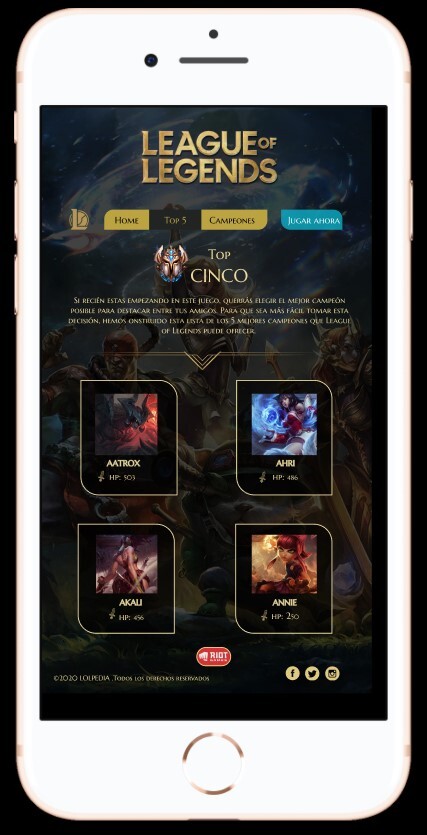 LEAGUE OF
LEGENDS
Home Top 5 Campeones Jugar ahora
Top
CINCO
Si recién estas empezando en este juego, querrás elegir el mejor campeón
posible para destacar entre tus amigos. Para que sea más fácil tomar esta
decisión, hemos onstruido esta lista de los 5 mejores campeones que League
of Legends puede ofrecer.
AATROX
HP: 503
AHRI
HP: 486
AKALI
HP: 456
ANNIE
HP: 250
RIOT
GAMES
©2020 LOLPEDIA .Todos los derechos reservados